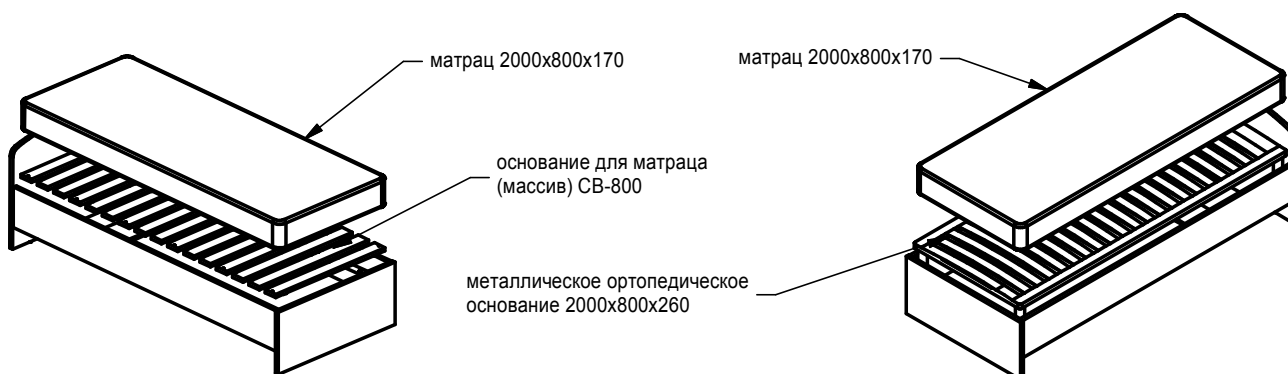 матрац 2000х800х170
матрац 2000х800х170
основание для матраца
(массив) СВ-800
металлическое ортопедическое
основание 2000х800х260